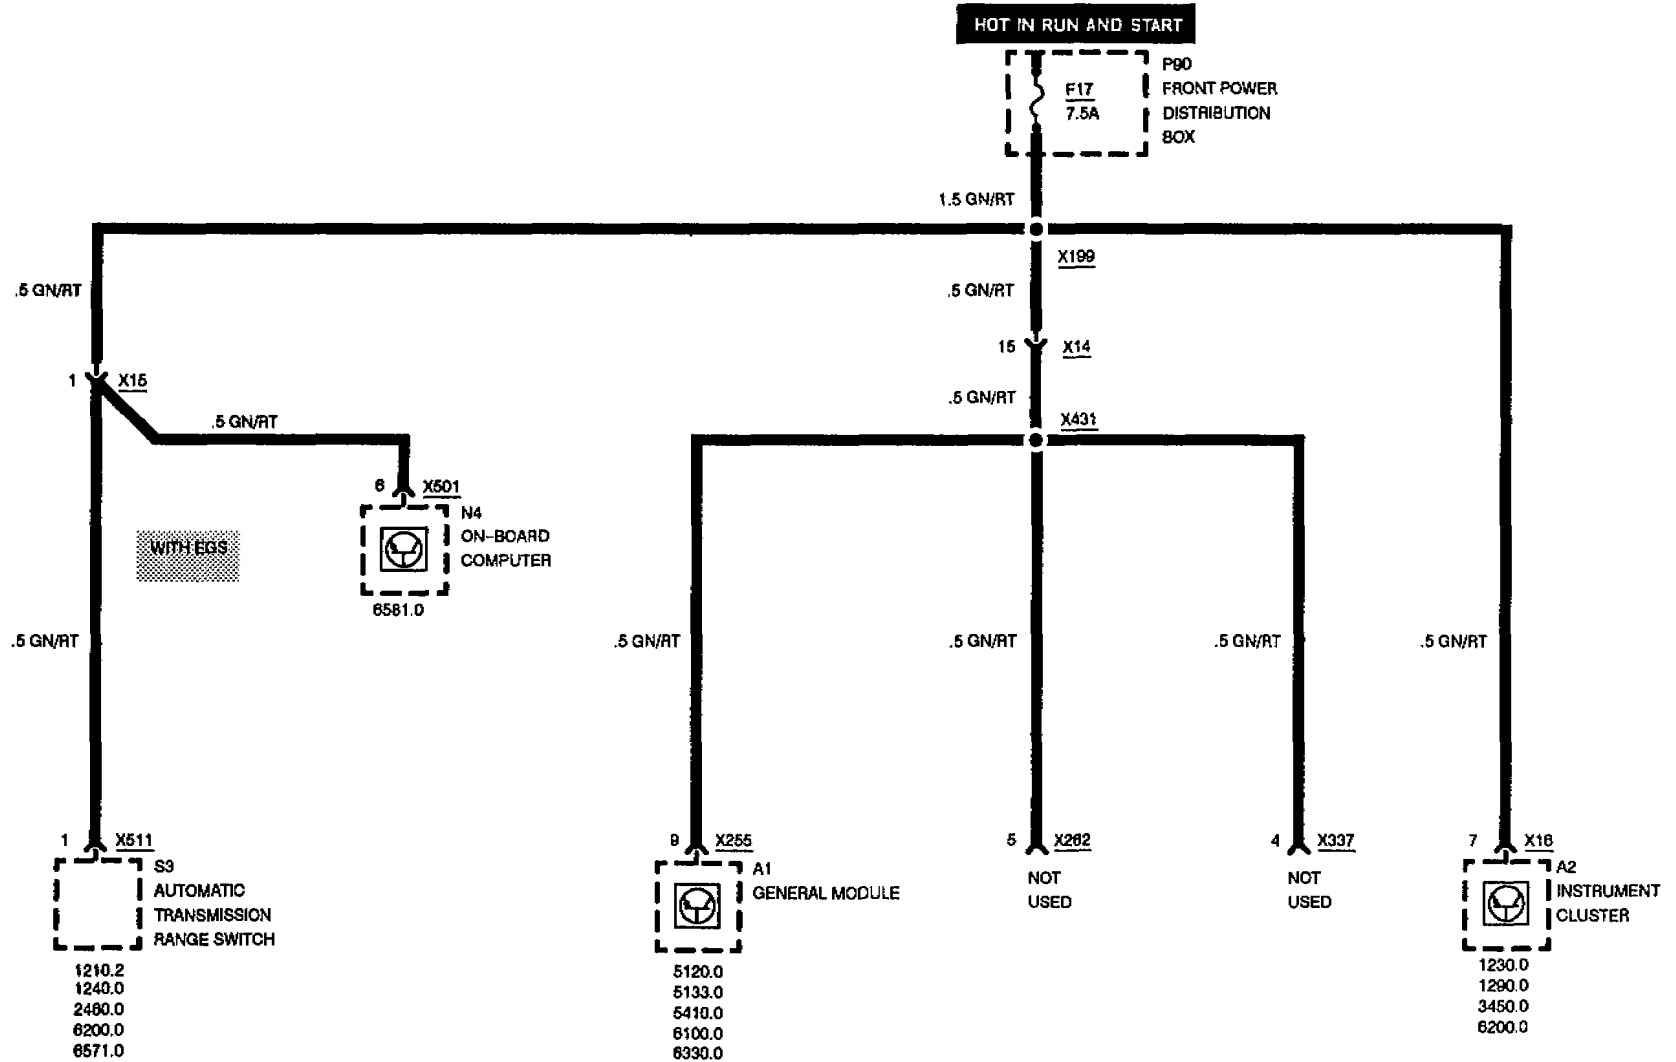 HOT IN RUN AND START
P90
FRONT POWER
DISTRIBUTION
BOX
F17
7.5A
1.5 GN/RT
X199
.5 GN/RT
.5 GN/RT
15 X14
1 X15
.5 GN/RT
X431
.5 GN/RT
6 X501
N4
ON-BOARD
COMPUTER
6581.0
WITH EGS
.5 GN/RT
.5 GN/RT
.5 GN/RT
.5 GN/RT
.5 GN/RT
1 X511
S3
AUTOMATIC
TRANSMISSION
RANGE SWITCH
1210.2
1240.0
2460.0
6200.0
6571.0
9 X255
A1
GENERAL MODULE
5120.0
5133.0
5410.0
6100.0
6330.0
5 X262
NOT
USED
4 X337
NOT
USED
7 X16
A2
INSTRUMENT
CLUSTER
1230.0
1290.0
3450.0
6200.0